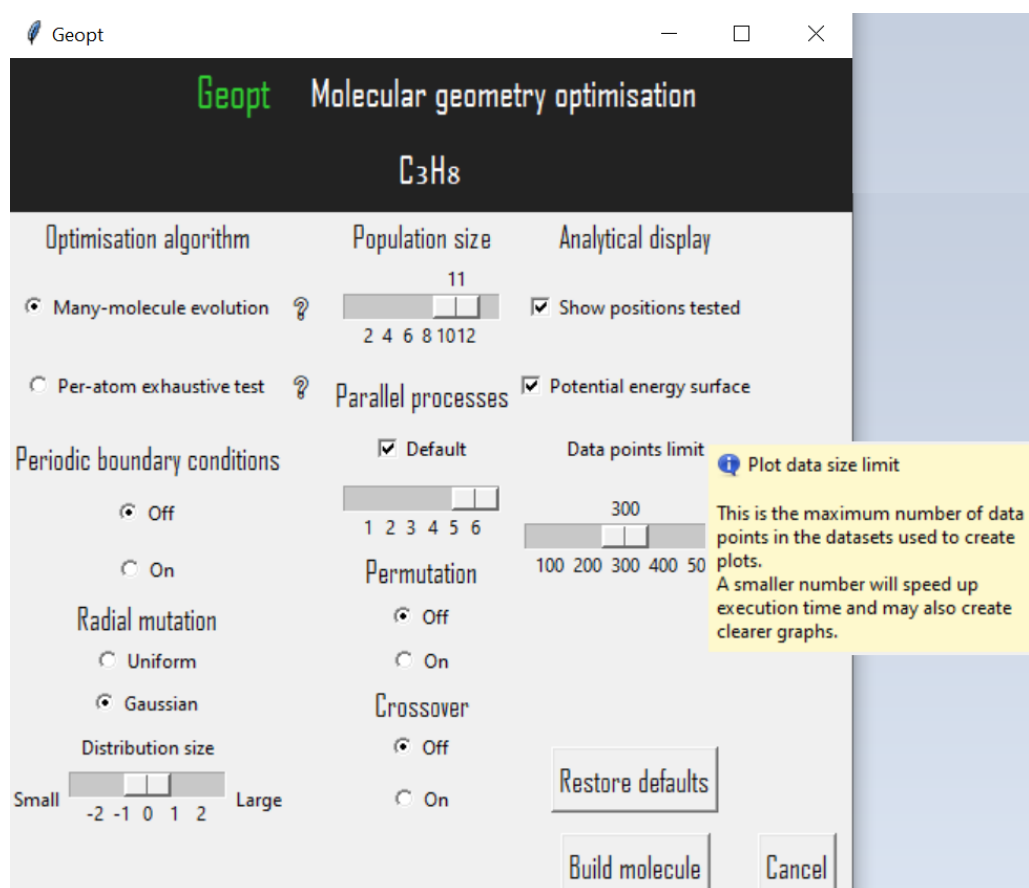 Geopt
Geopt Molecular geometry optimisation
C₃H₈
Optimisation algorithm
Many-molecule evolution ?
Per-atom exhaustive test ?
Periodic boundary conditions
Off
On
Radial mutation
Uniform
Gaussian
Distribution size
Small Large
-2 -1 0 1 2
Population size
11
2 4 6 8 10 12
Parallel processes
Default
1 2 3 4 5 6
Permutation
Off
On
Crossover
Off
On
Analytical display
Show positions tested
Potential energy surface
Data points limit
300
100 200 300 400 50
Plot data size limit
This is the maximum number of data
points in the datasets used to create
plots.
A smaller number will speed up
execution time and may also create
clearer graphs.
Restore defaults
Build molecule Cancel